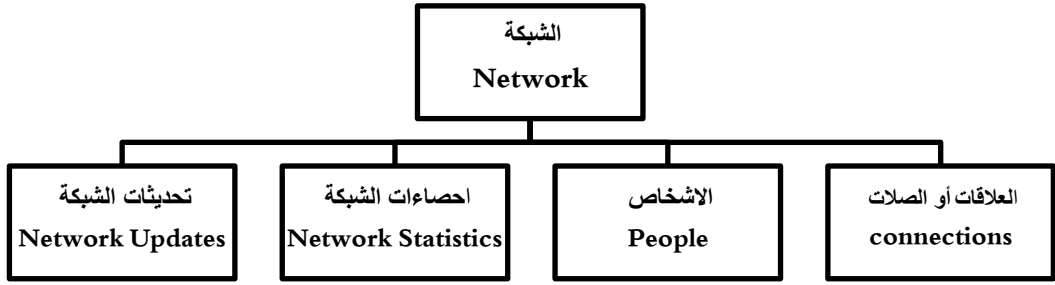 الشبكة
Network
العلاقات أو الصلات
connections
الاشخاص
People
احصاءات الشبكة
Network Statistics
تحديثات الشبكة
Network Updates